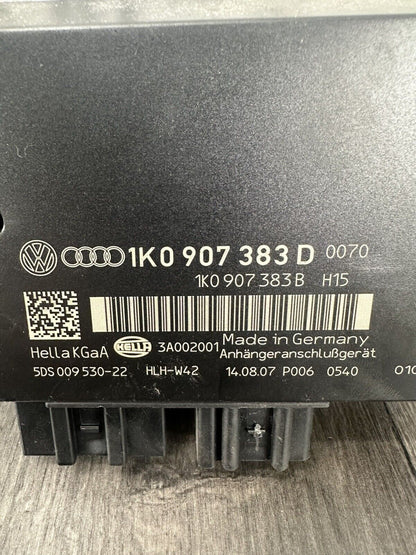 1K0 907 383 D 0070
1K0 907 383 B H15
Hella KGaA HELLA 3A002001 Made in Germany
Anhängeranschlußgerät
5DS 009 530-22 HLH-W42 14.08.07 P006 0540 010